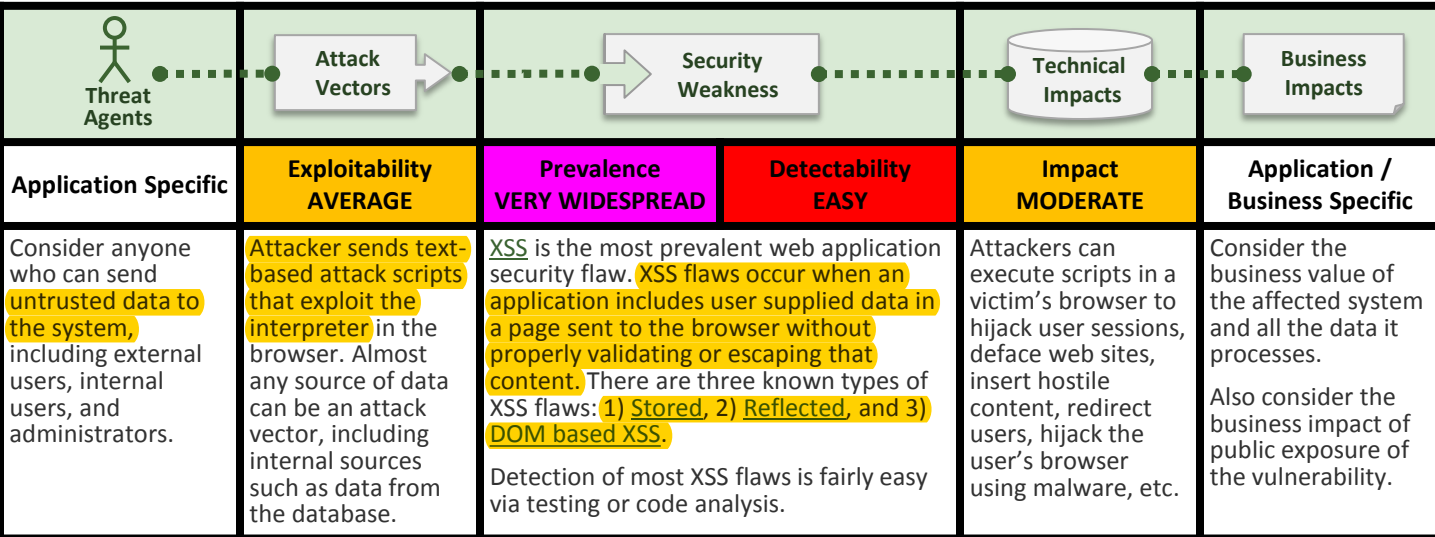 Threat
Agents
Attack
Vectors
Security
Weakness
Technical
Impacts
Business
Impacts
Application Specific
Exploitability
AVERAGE
Prevalence
VERY WIDESPREAD
Detectability
EASY
Impact
MODERATE
Application /
Business Specific
Consider anyone
who can send
untrusted data to
the system,
including external
users, internal
users, and
administrators.
Attacker sends text-
based attack scripts
that exploit the
interpreter in the
browser. Almost
any source of data
can be an attack
vector, including
internal sources
such as data from
the database.
XSS is the most prevalent web application
security flaw. XSS flaws occur when an
application includes user supplied data in
a page sent to the browser without
properly validating or escaping that
content. There are three known types of
XSS flaws: 1) Stored, 2) Reflected, and 3)
DOM based XSS.
Detection of most XSS flaws is fairly easy
via testing or code analysis.
Attackers can
execute scripts in a
victim’s browser to
hijack user sessions,
deface web sites,
insert hostile
content, redirect
users, hijack the
user’s browser
using malware, etc.
Consider the
business value of
the affected system
and all the data it
processes.
Also consider the
business impact of
public exposure of
the vulnerability.